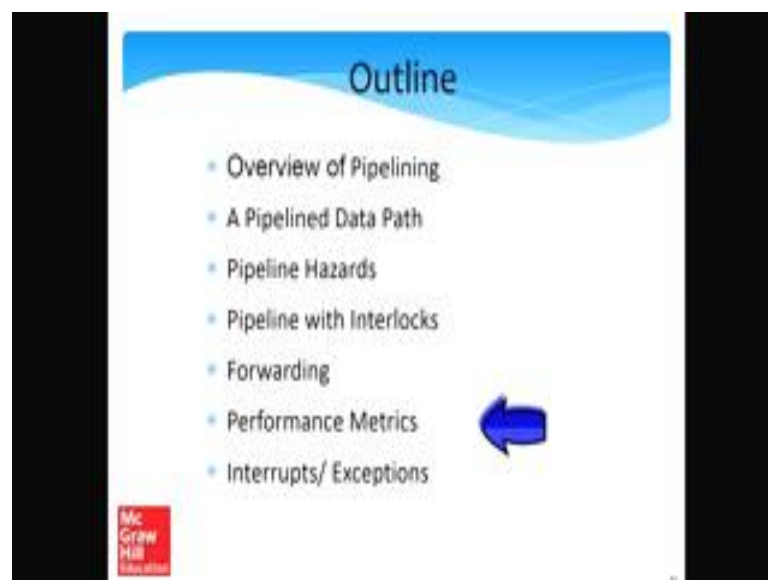 Outline
Overview of Pipelining
A Pipelined Data Path
Pipeline Hazards
Pipeline with Interlocks
Forwarding
Performance Metrics
Interrupts/ Exceptions
Mc
Graw
Hill
Education